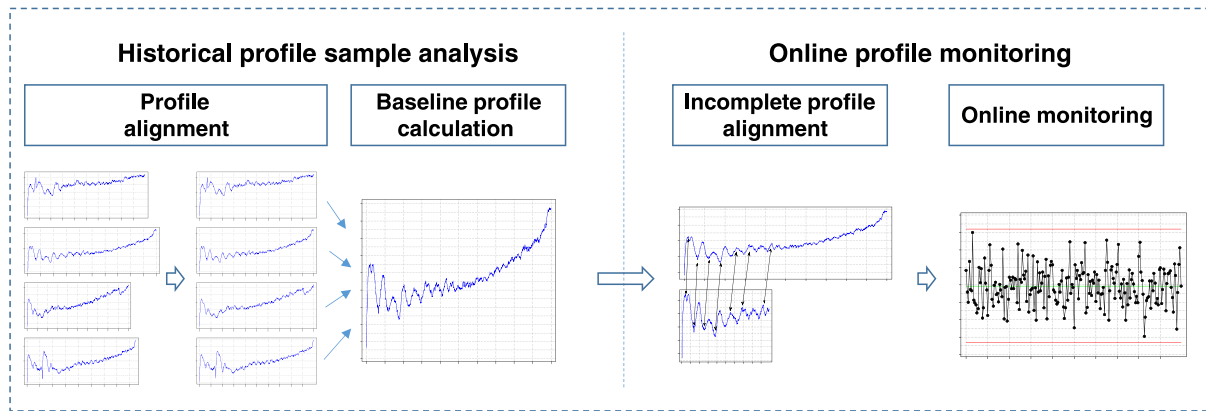 Historical profile sample analysis
Online profile monitoring
Profile
alignment
Baseline profile
calculation
Incomplete profile
alignment
Online monitoring